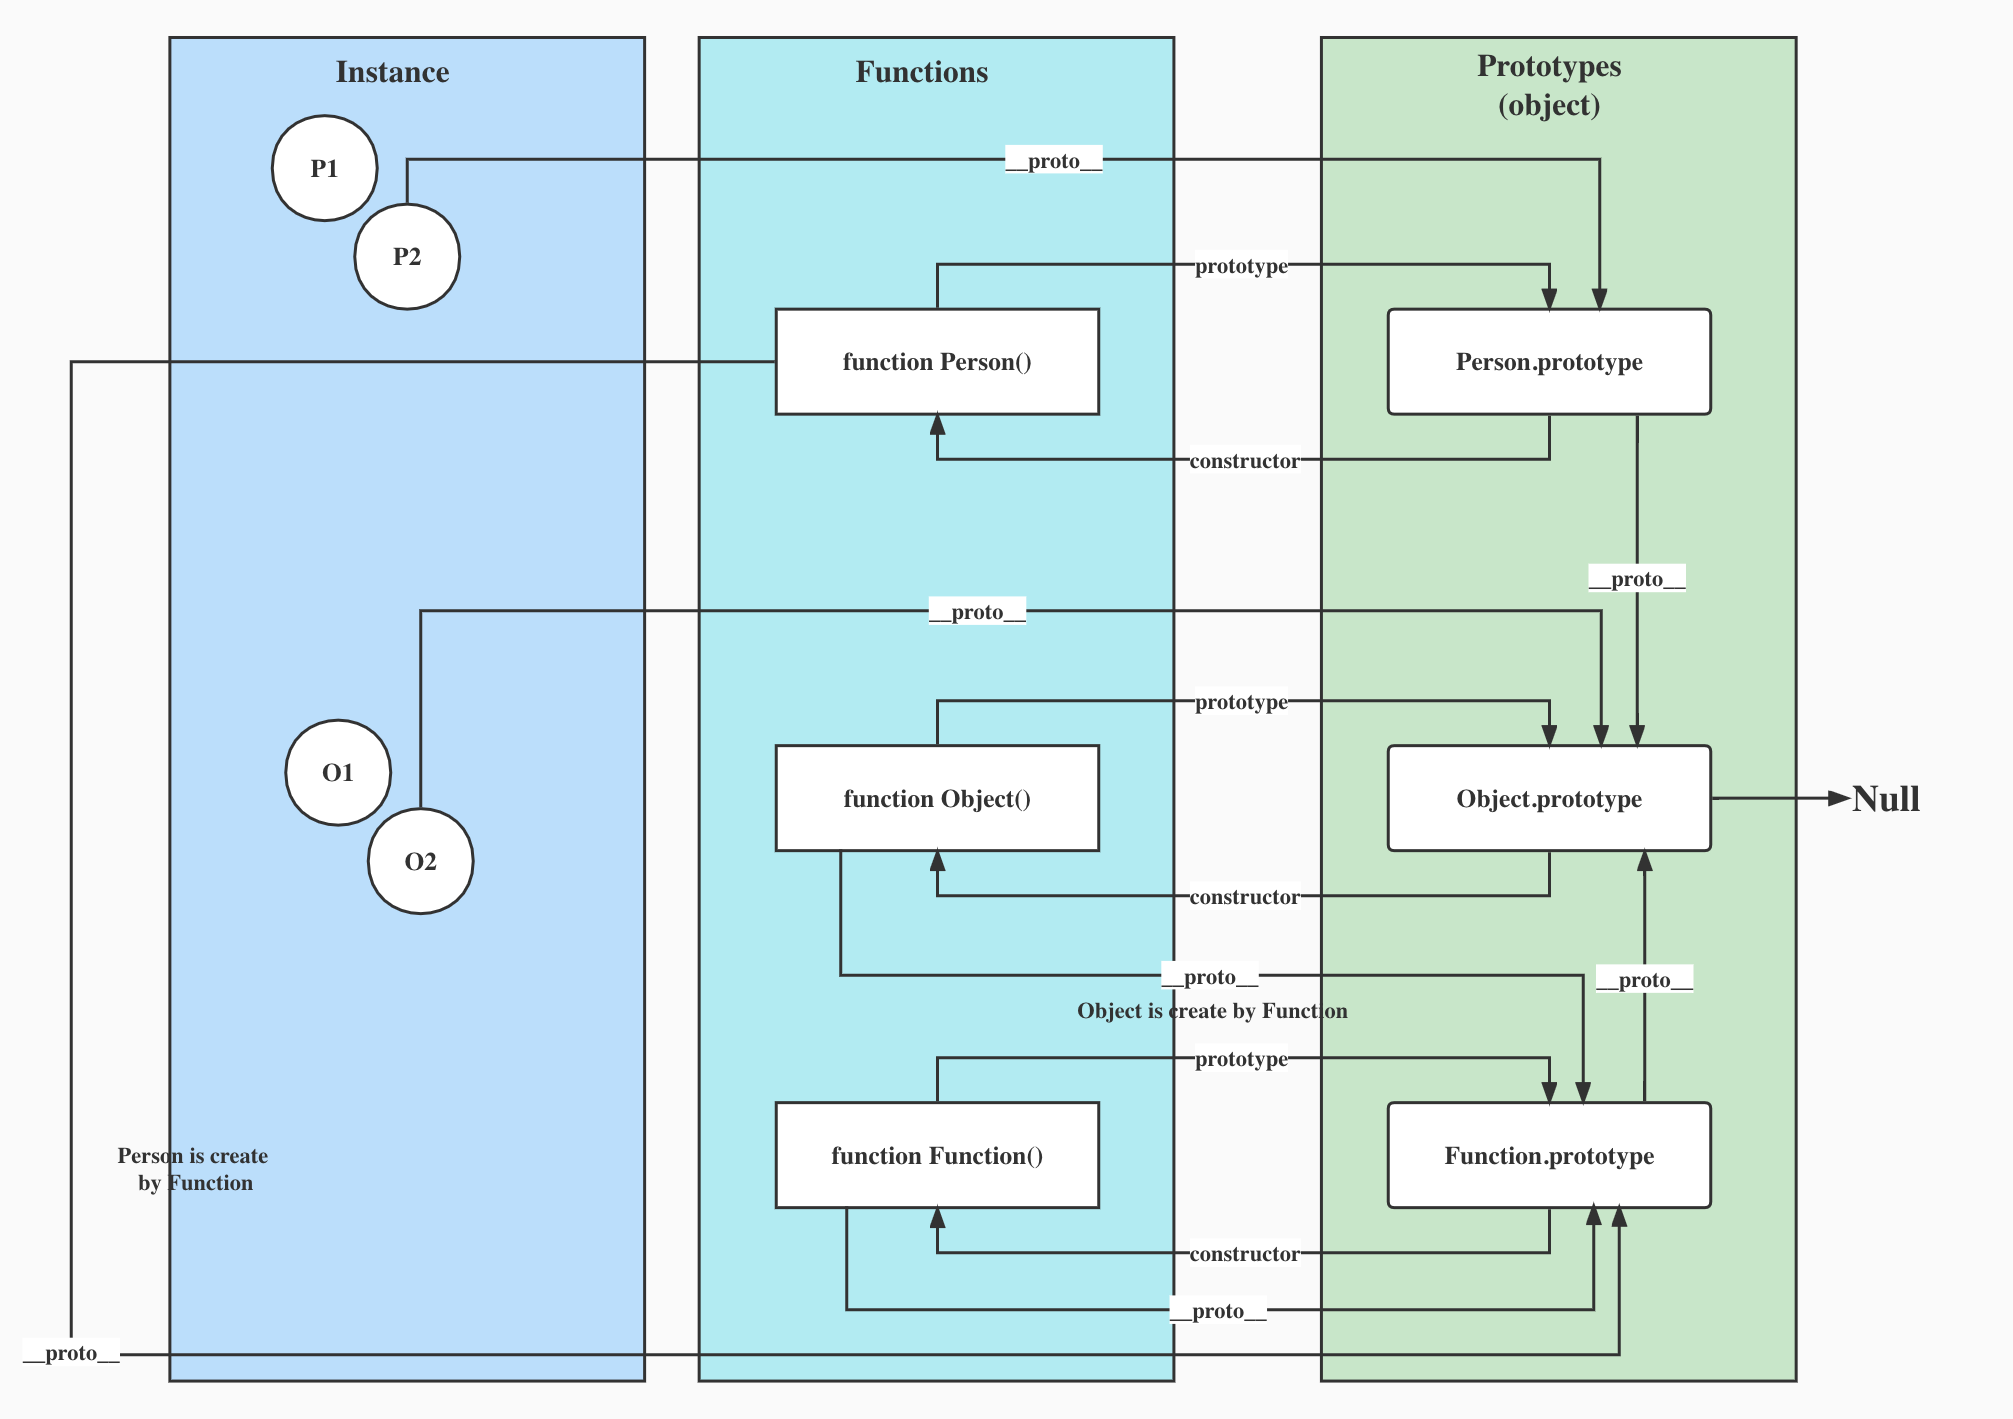 Instance
Functions
Prototypes
(object)
P1
__proto__
P2
prototype
function Person()
Person.prototype
constructor
__proto__
__proto__
prototype
O1
function Object()
Object.prototype
Null
O2
constructor
__proto__
__proto__
Object is create by Function
prototype
Person is create
by Function
function Function()
Function.prototype
constructor
__proto__
__proto__